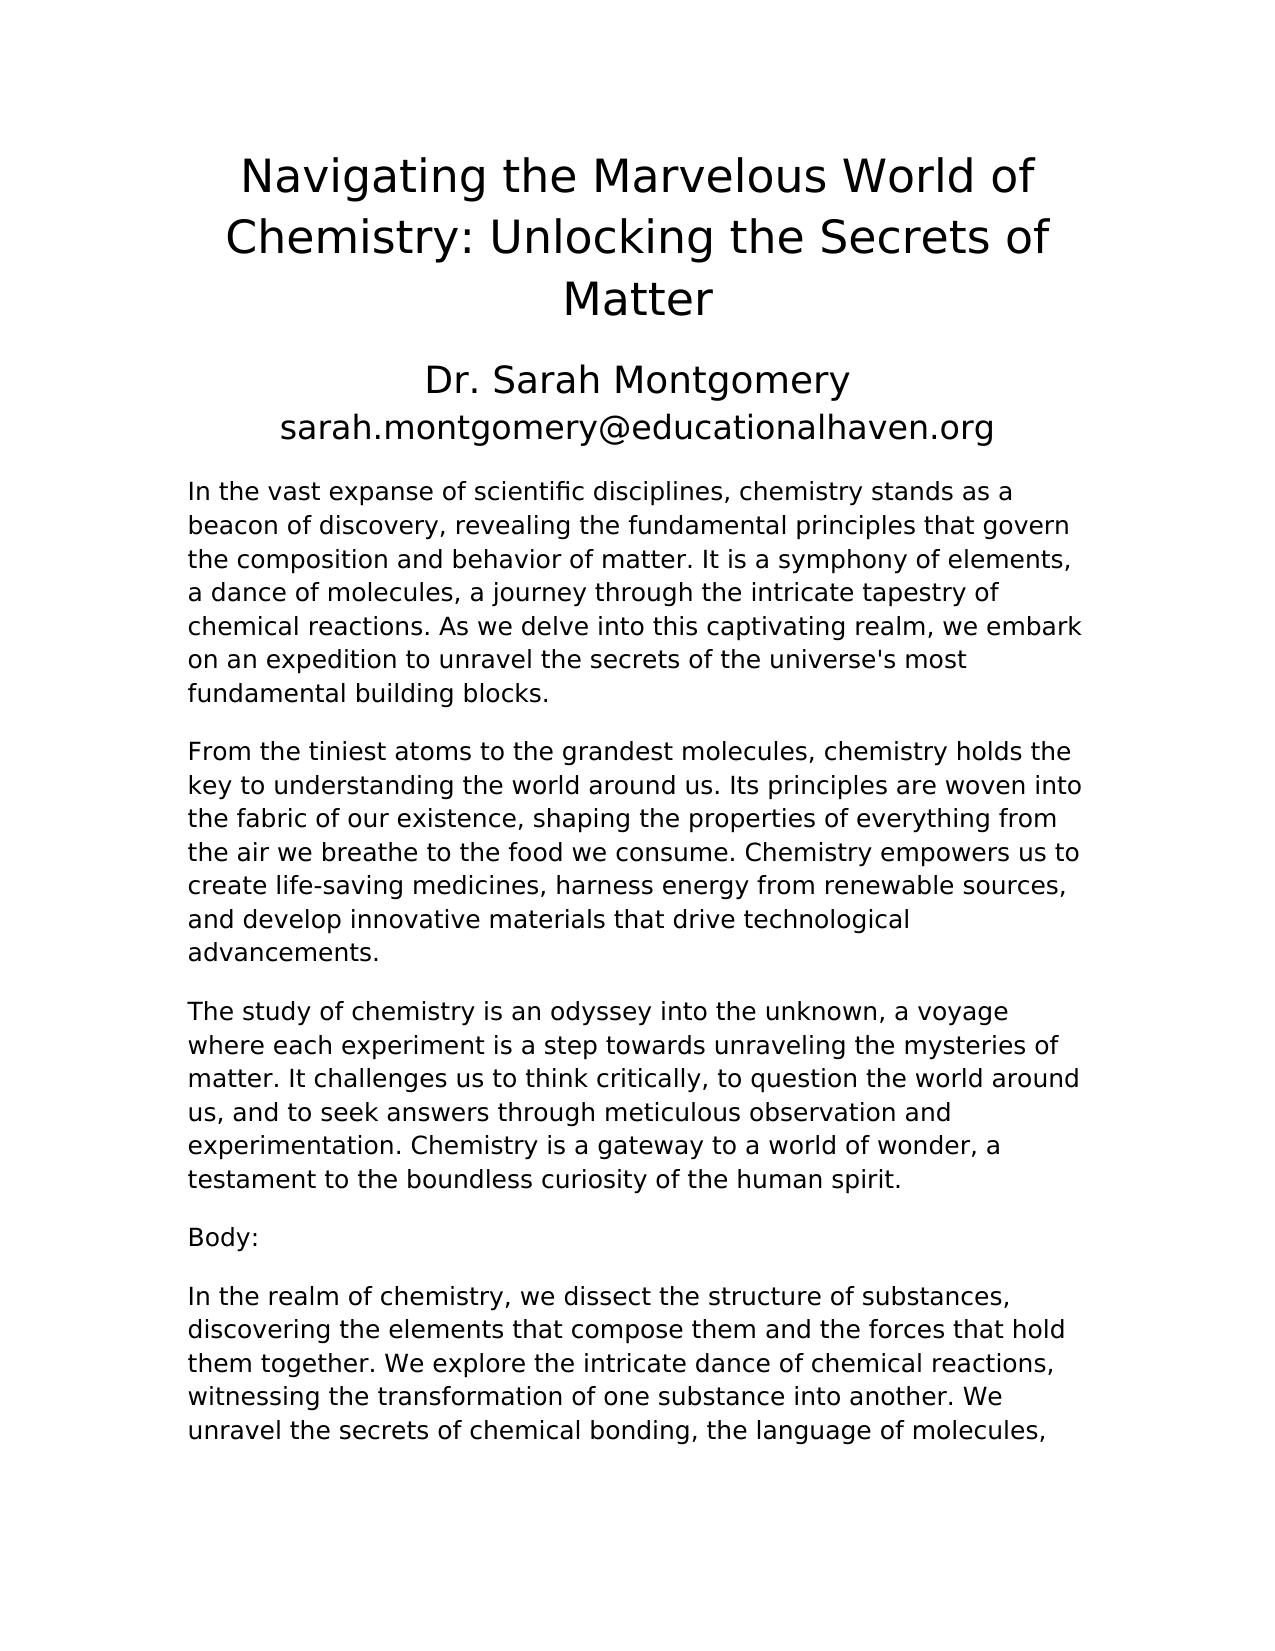 Navigating the Marvelous World of
Chemistry: Unlocking the Secrets of
Matter
Dr. Sarah Montgomery
sarah.montgomery@educationalhaven.org
In the vast expanse of scientific disciplines, chemistry stands as a
beacon of discovery, revealing the fundamental principles that govern
the composition and behavior of matter. It is a symphony of elements,
a dance of molecules, a journey through the intricate tapestry of
chemical reactions. As we delve into this captivating realm, we embark
on an expedition to unravel the secrets of the universe's most
fundamental building blocks.
From the tiniest atoms to the grandest molecules, chemistry holds the
key to understanding the world around us. Its principles are woven into
the fabric of our existence, shaping the properties of everything from
the air we breathe to the food we consume. Chemistry empowers us to
create life-saving medicines, harness energy from renewable sources,
and develop innovative materials that drive technological
advancements.
The study of chemistry is an odyssey into the unknown, a voyage
where each experiment is a step towards unraveling the mysteries of
matter. It challenges us to think critically, to question the world around
us, and to seek answers through meticulous observation and
experimentation. Chemistry is a gateway to a world of wonder, a
testament to the boundless curiosity of the human spirit.
Body:
In the realm of chemistry, we dissect the structure of substances,
discovering the elements that compose them and the forces that hold
them together. We explore the intricate dance of chemical reactions,
witnessing the transformation of one substance into another. We
unravel the secrets of chemical bonding, the language of molecules,